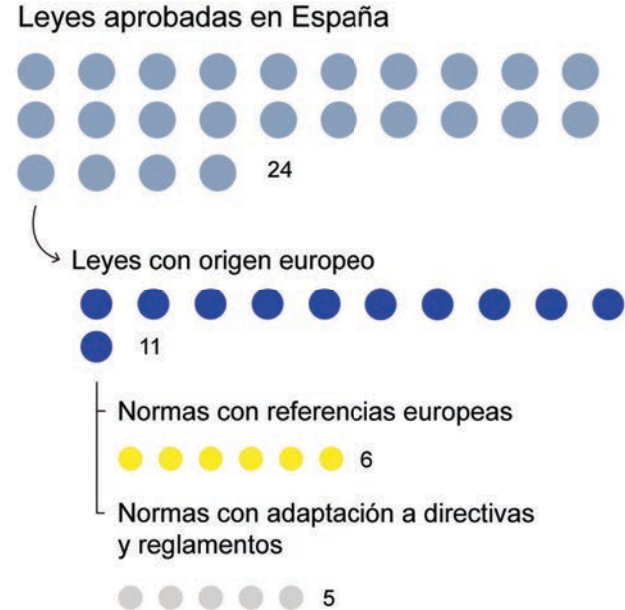 Leyes aprobadas en España
24
Leyes con origen europeo
11
Normas con referencias europeas
6
Normas con adaptación a directivas
y reglamentos
5